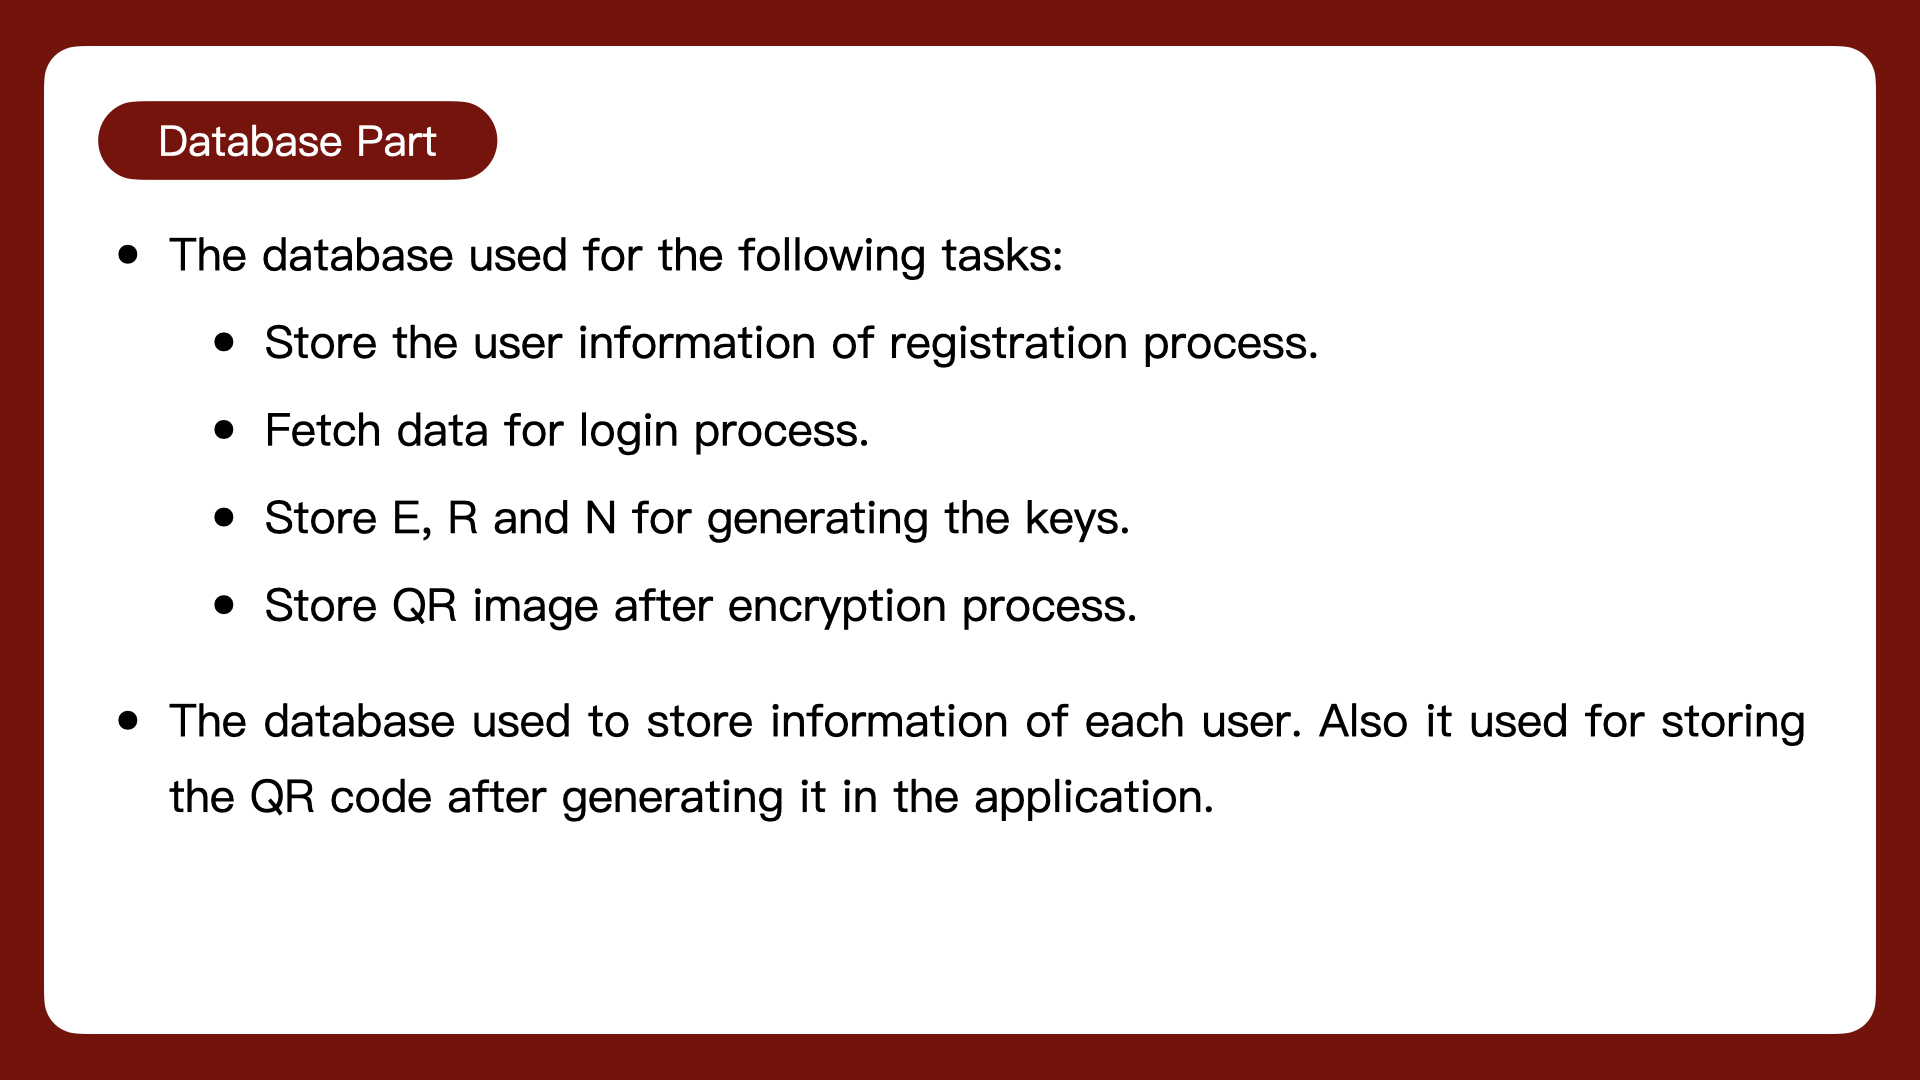 Database Part
• The database used for the following tasks:
• Store the user information of registration process.
• Fetch data for login process.
• Store E, R and N for generating the keys.
• Store QR image after encryption process.
• The database used to store information of each user. Also it used for storing
the QR code after generating it in the application.